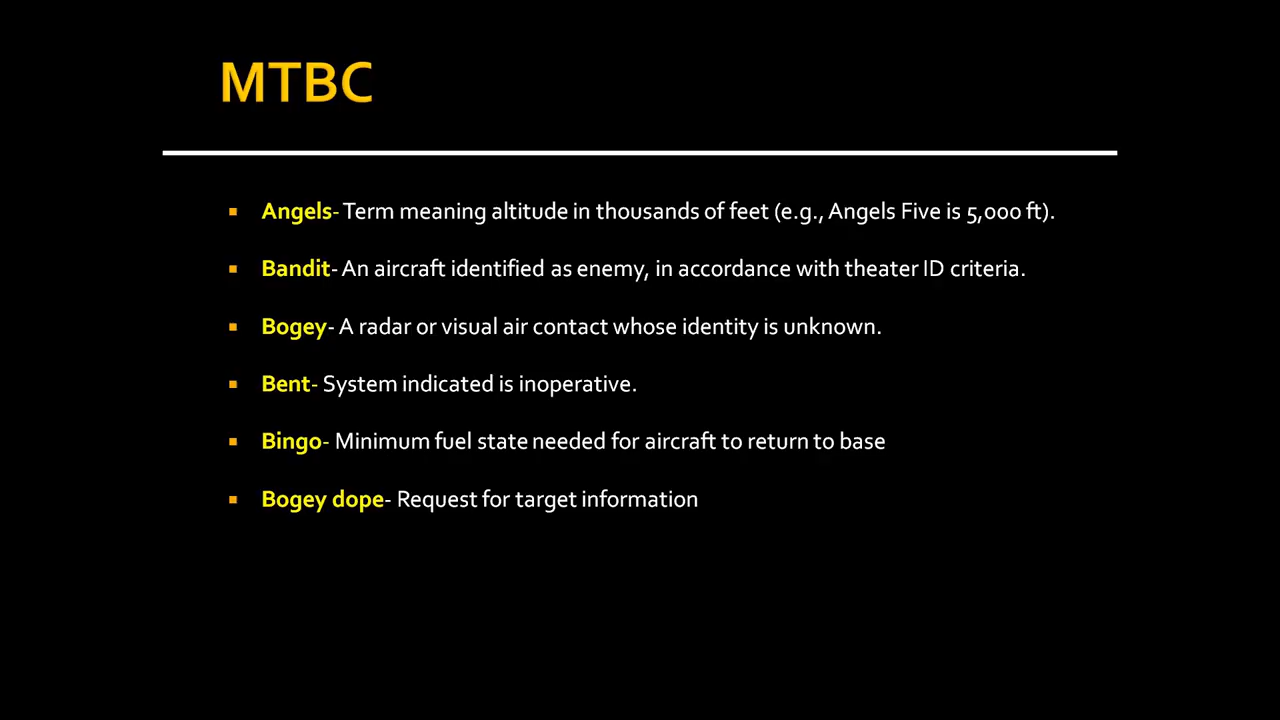 MTBC
Angels- Term meaning altitude in thousands of feet (e.g., Angels Five is 5,000 ft).
Bandit- An aircraft identified as enemy, in accordance with theater ID criteria.
Bogey- A radar or visual air contact whose identity is unknown.
Bent- System indicated is inoperative.
Bingo- Minimum fuel state needed for aircraft to return to base
Bogey dope- Request for target information